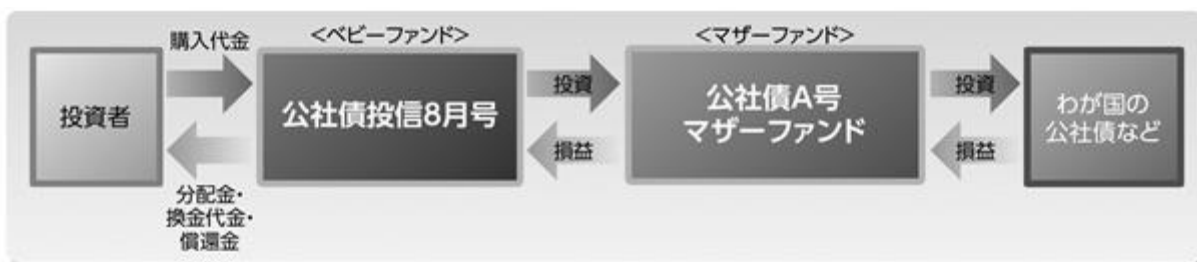 購入代金
<ベビーファンド>
<マザーファンド>
投資者
公社債投信8月号
投資
損益
公社債A号
マザーファンド
投資
損益
わが国の
公社債など
分配金・
換金代金・
償還金